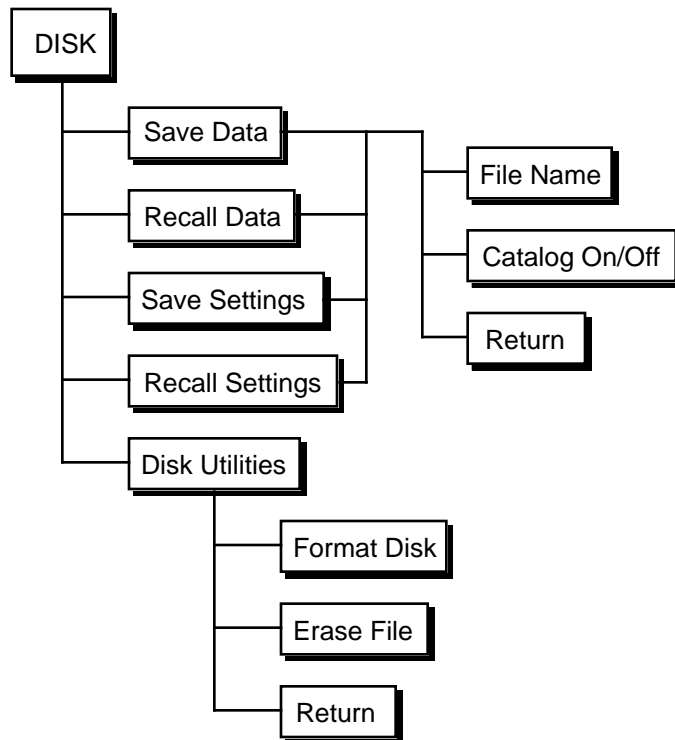 DISK
Save Data
Recall Data
Save Settings
Recall Settings
Disk Utilities
File Name
Catalog On/Off
Return
Format Disk
Erase File
Return